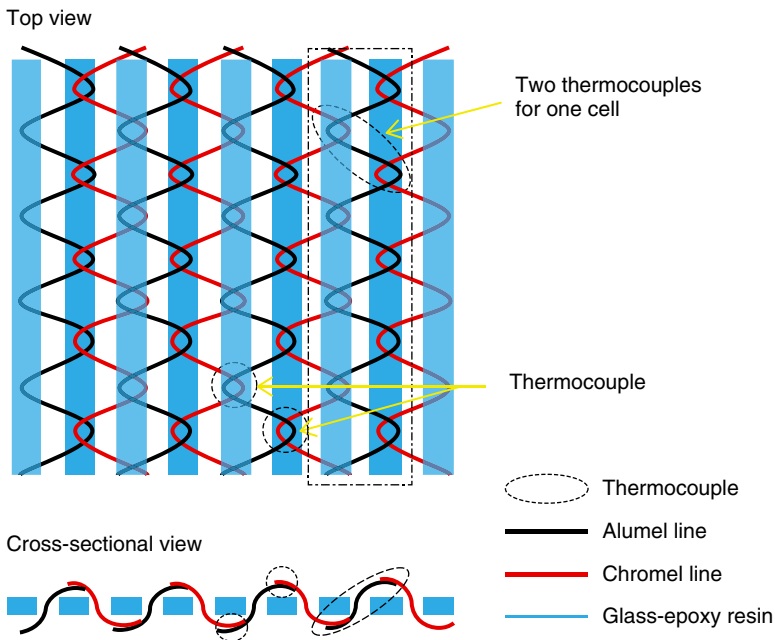 Top view
Two thermocouples
for one cell
Thermocouple
Thermocouple
Alumel line
Chromel line
Glass-epoxy resin
Cross-sectional view